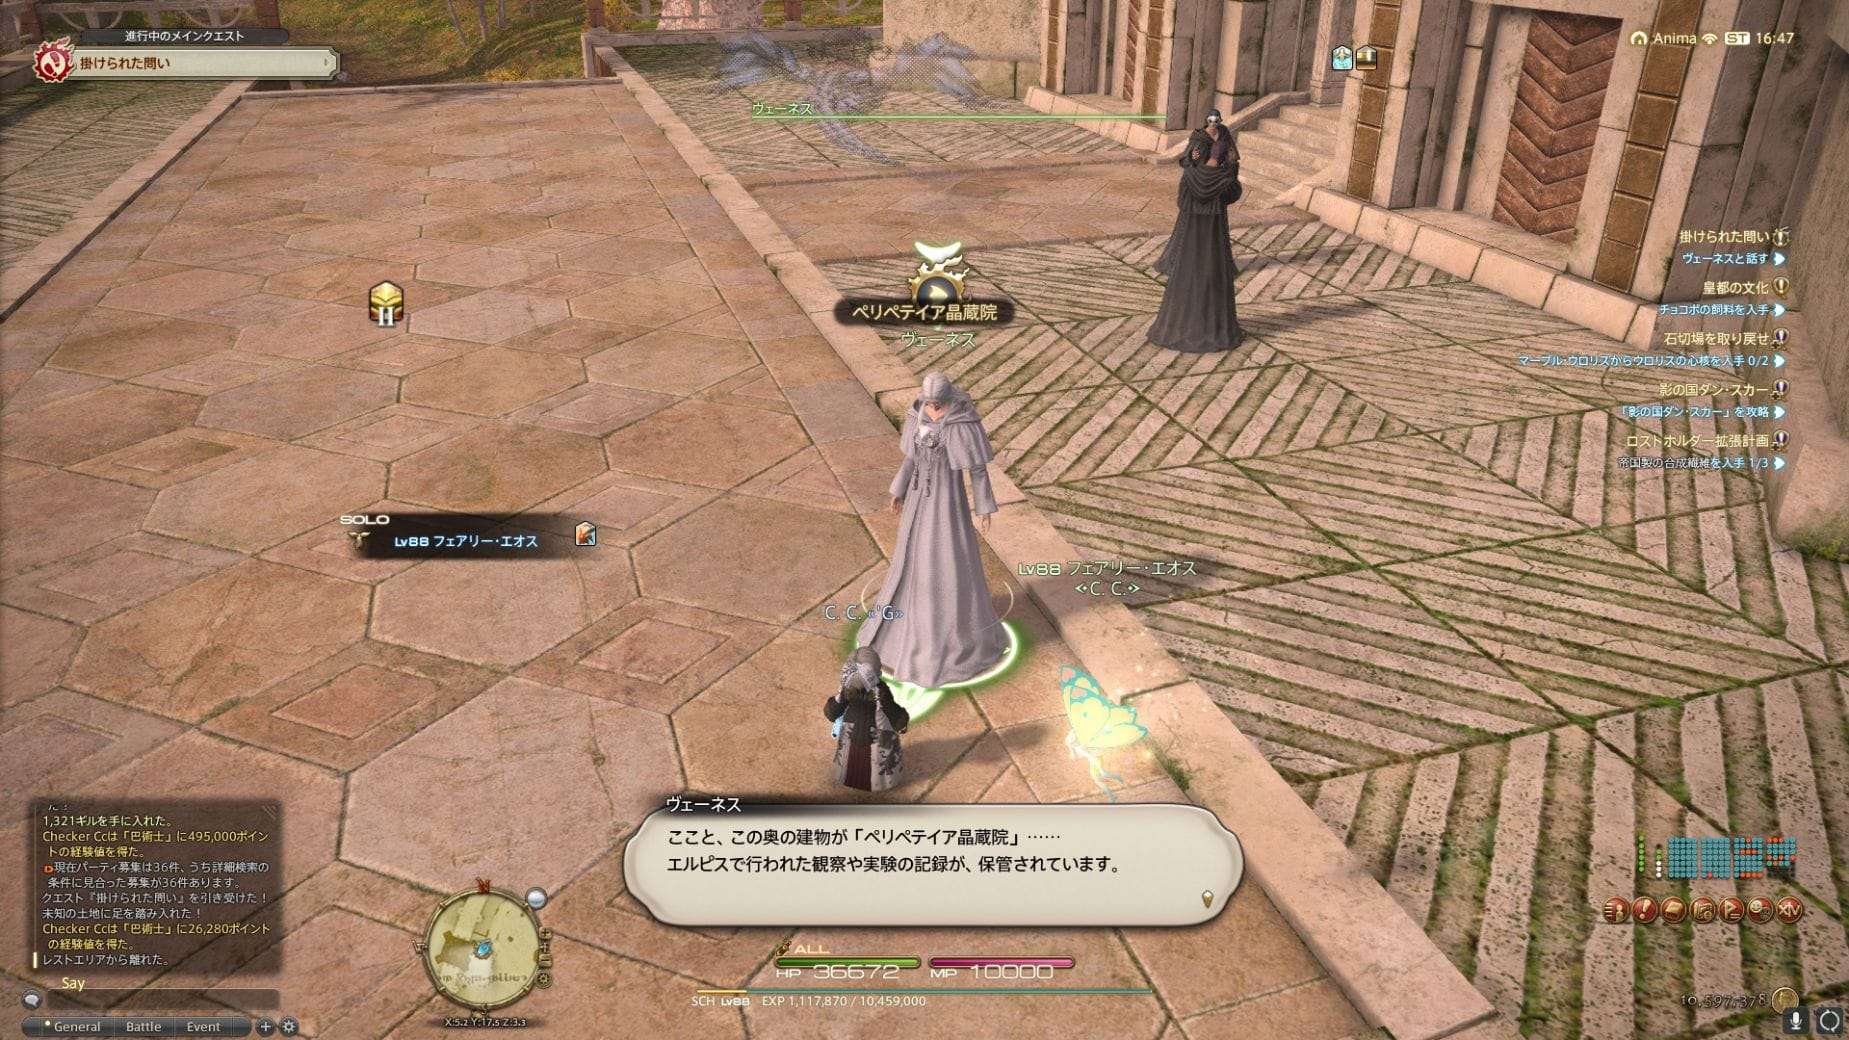 進行中のメインクエスト
掛けられた問い
Anima ST 16:47
ヴェーネス
ペリペテイア晶蔵院
ヴェーネス
掛けられた問い
ヴェーネスと話す
皇都の文化
チョコボの飼料を入手
石切場を取り戻せ
マーブル・ウロリスからウロリスの心核を入手 0/2
影の国ダン・スカー
「影の国ダン・スカー」を攻略
ロストホルダー拡張計画
帝国製の合成繊維を入手 1/3
SOLO
Lv88 フェアリー・エオス
Lv88 フェアリー・エオス
<C. C.>
C. C. «'G»
ヴェーネス
ここと、この奥の建物が「ペリペテイア晶蔵院」……
エルピスで行われた観察や実験の記録が、保管されています。
た！
1,321ギルを手に入れた。
Checker Ccは「巴術士」に495,000ポイン
トの経験値を得た。
現在パーティ募集は36件、うち詳細検索の
条件に見合った募集が36件あります。
クエスト『掛けられた問い』を引き受けた！
未知の土地に足を踏み入れた！
Checker Ccは「巴術士」に26,280ポイント
の経験値を得た。
レストエリアから離れた。
Say
General Battle Event
N
X:5.2 Y:17.5 Z:3.3
ALL
HP 36672 MP 10000
SCH Lv88 EXP 1,117,870 / 10,459,000
XIV
10,597,378